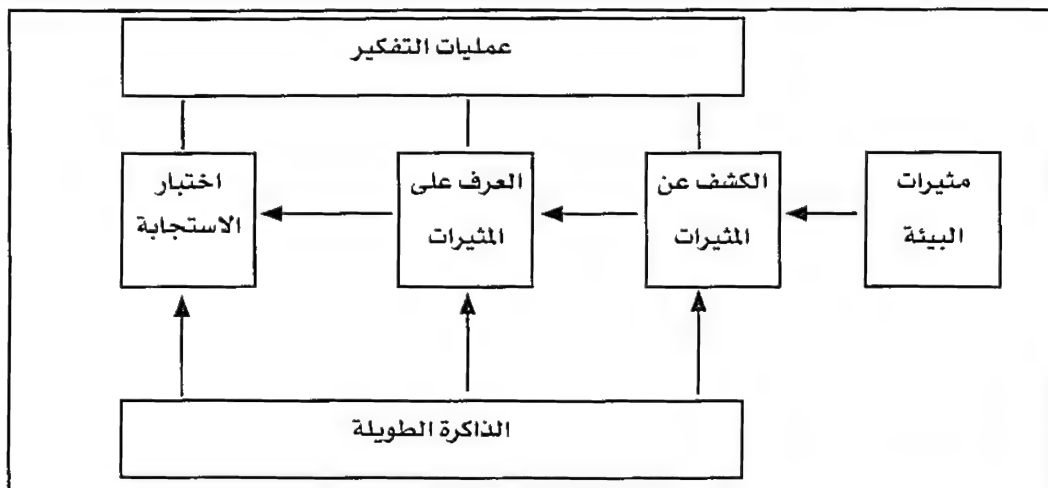 عمليات التفكير
مثيرات
البيئة
الكشف عن
المثيرات
العرف على
المثيرات
اختبار
الاستجابة
الذاكرة الطويلة